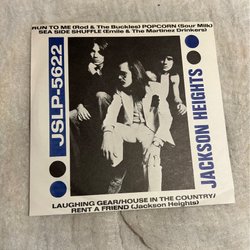 RUN TO ME (Rod & The Buckles) POPCORN (Sour Milk)
SEA SIDE SHUFFLE (Emile & The Martinez Drinkers)
JSLP-5622
JACKSON HEIGHTS
LAUGHING GEAR/HOUSE IN THE COUNTRY/
RENT A FRIEND (Jackson Heights)